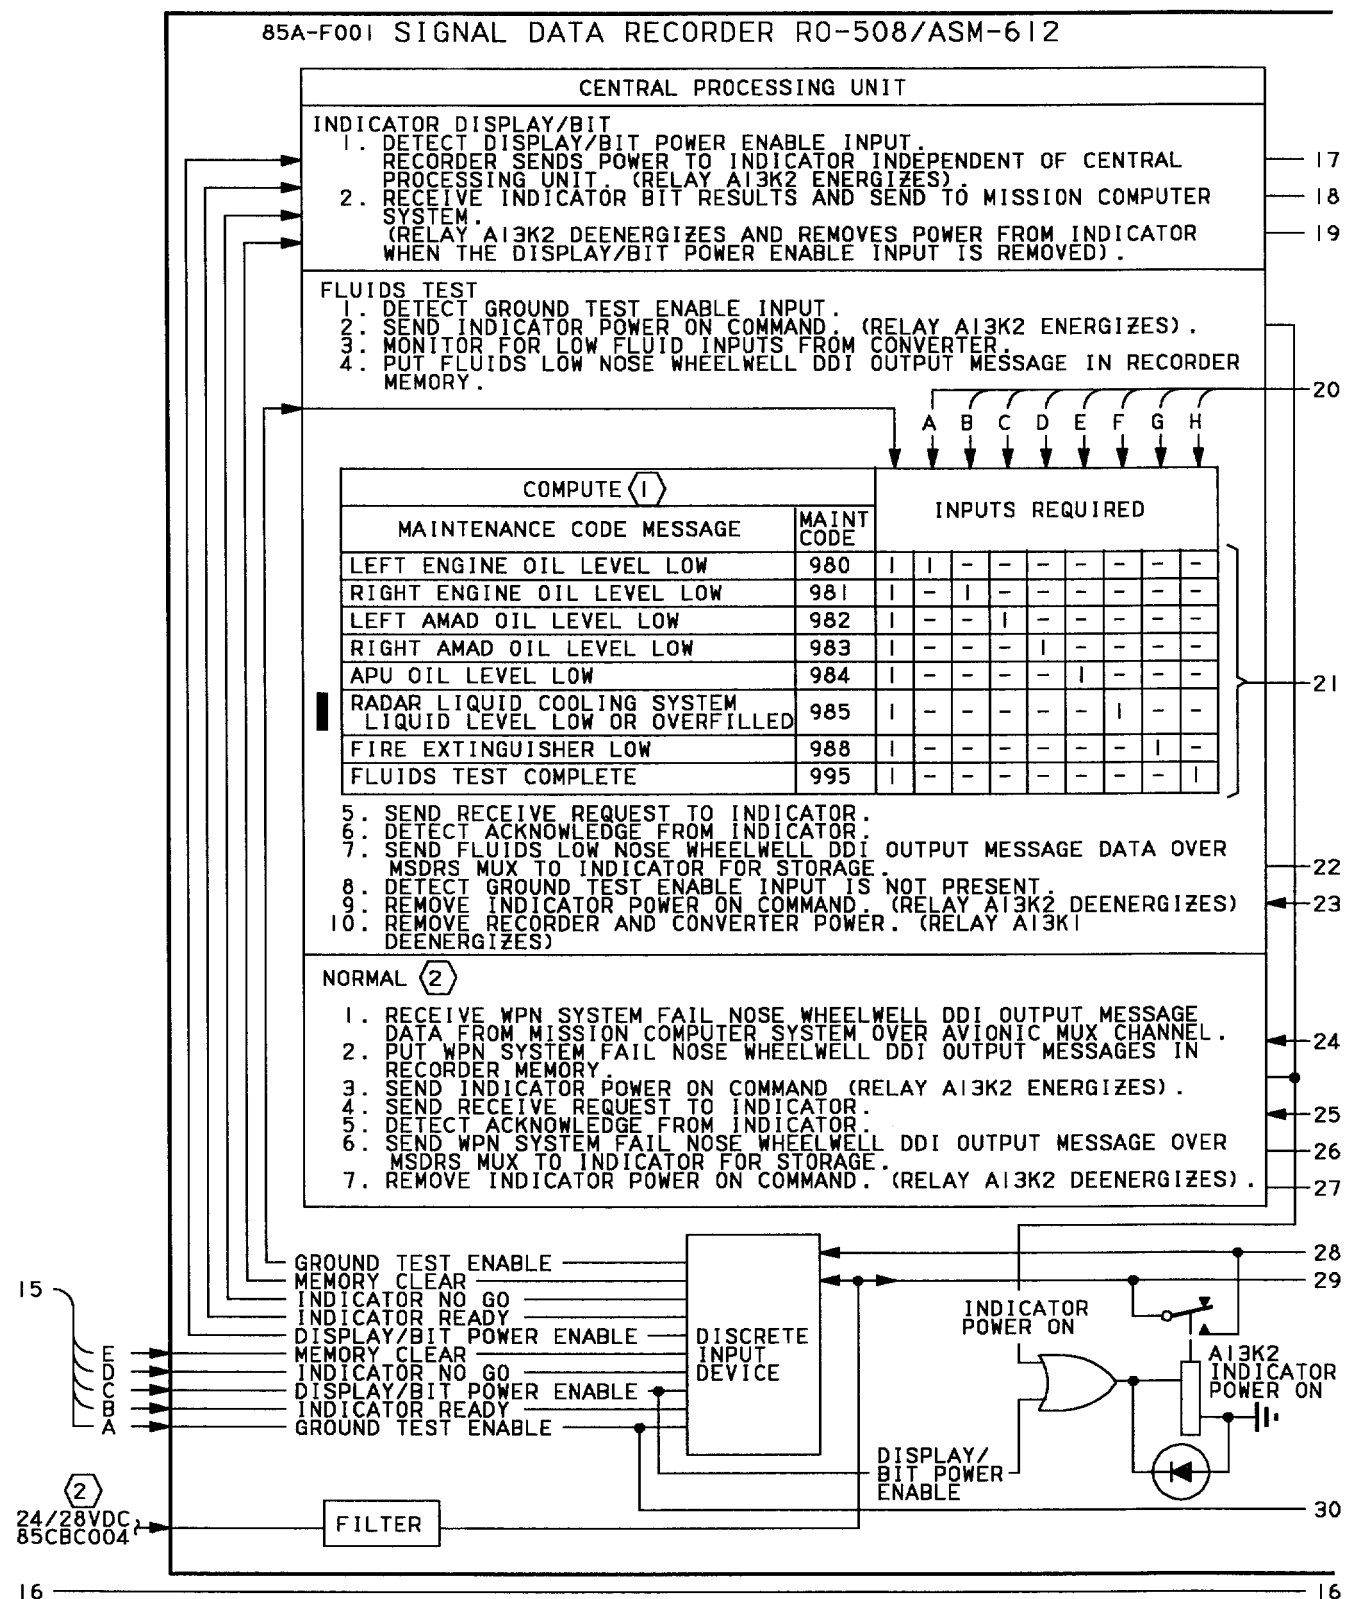 85A-F001 SIGNAL DATA RECORDER RO-508/ASM-612
CENTRAL PROCESSING UNIT
INDICATOR DISPLAY/BIT
1. DETECT DISPLAY/BIT POWER ENABLE INPUT.
RECORDER SENDS POWER TO INDICATOR INDEPENDENT OF CENTRAL
PROCESSING UNIT. (RELAY A13K2 ENERGIZES).
2. RECEIVE INDICATOR BIT RESULTS AND SEND TO MISSION COMPUTER
SYSTEM.
(RELAY A13K2 DEENERGIZES AND REMOVES POWER FROM INDICATOR
WHEN THE DISPLAY/BIT POWER ENABLE INPUT IS REMOVED).
17
18
19
FLUIDS TEST
1. DETECT GROUND TEST ENABLE INPUT.
2. SEND INDICATOR POWER ON COMMAND. (RELAY A13K2 ENERGIZES).
3. MONITOR FOR LOW FLUID INPUTS FROM CONVERTER.
4. PUT FLUIDS LOW NOSE WHEELWELL DDI OUTPUT MESSAGE IN RECORDER
MEMORY.
20
A B C D E F G H
COMPUTE 1
INPUTS REQUIRED
MAINTENANCE CODE MESSAGE MAINT CODE
LEFT ENGINE OIL LEVEL LOW 980 1 1 - - - - - - -
RIGHT ENGINE OIL LEVEL LOW 981 1 - 1 - - - - - -
LEFT AMAD OIL LEVEL LOW 982 1 - - 1 - - - - -
RIGHT AMAD OIL LEVEL LOW 983 1 - - - 1 - - - -
APU OIL LEVEL LOW 984 1 - - - - 1 - - -
RADAR LIQUID COOLING SYSTEM
LIQUID LEVEL LOW OR OVERFILLED 985 1 - - - - - 1 - -
FIRE EXTINGUISHER LOW 988 1 - - - - - - 1 -
FLUIDS TEST COMPLETE 995 1 - - - - - - - 1
21
5. SEND RECEIVE REQUEST TO INDICATOR.
6. DETECT ACKNOWLEDGE FROM INDICATOR.
7. SEND FLUIDS LOW NOSE WHEELWELL DDI OUTPUT MESSAGE DATA OVER
MSDRS MUX TO INDICATOR FOR STORAGE.
8. DETECT GROUND TEST ENABLE INPUT IS NOT PRESENT.
9. REMOVE INDICATOR POWER ON COMMAND. (RELAY A13K2 DEENERGIZES)
10. REMOVE RECORDER AND CONVERTER POWER. (RELAY A13K1
DEENERGIZES)
22
23
NORMAL 2
1. RECEIVE WPN SYSTEM FAIL NOSE WHEELWELL DDI OUTPUT MESSAGE
DATA FROM MISSION COMPUTER SYSTEM OVER AVIONIC MUX CHANNEL.
2. PUT WPN SYSTEM FAIL NOSE WHEELWELL DDI OUTPUT MESSAGES IN
RECORDER MEMORY.
3. SEND INDICATOR POWER ON COMMAND (RELAY A13K2 ENERGIZES).
4. SEND RECEIVE REQUEST TO INDICATOR.
5. DETECT ACKNOWLEDGE FROM INDICATOR.
6. SEND WPN SYSTEM FAIL NOSE WHEELWELL DDI OUTPUT MESSAGE OVER
MSDRS MUX TO INDICATOR FOR STORAGE.
7. REMOVE INDICATOR POWER ON COMMAND. (RELAY A13K2 DEENERGIZES).
24
25
26
27
28
29
GROUND TEST ENABLE
MEMORY CLEAR
INDICATOR NO GO
INDICATOR READY
DISPLAY/BIT POWER ENABLE
15
E MEMORY CLEAR
D INDICATOR NO GO
C DISPLAY/BIT POWER ENABLE
B INDICATOR READY
A GROUND TEST ENABLE
DISCRETE
INPUT
DEVICE
INDICATOR
POWER ON
A13K2
INDICATOR
POWER ON
DISPLAY/
BIT POWER
ENABLE
30
2
24/28VDC
85CBC004
FILTER
16 16